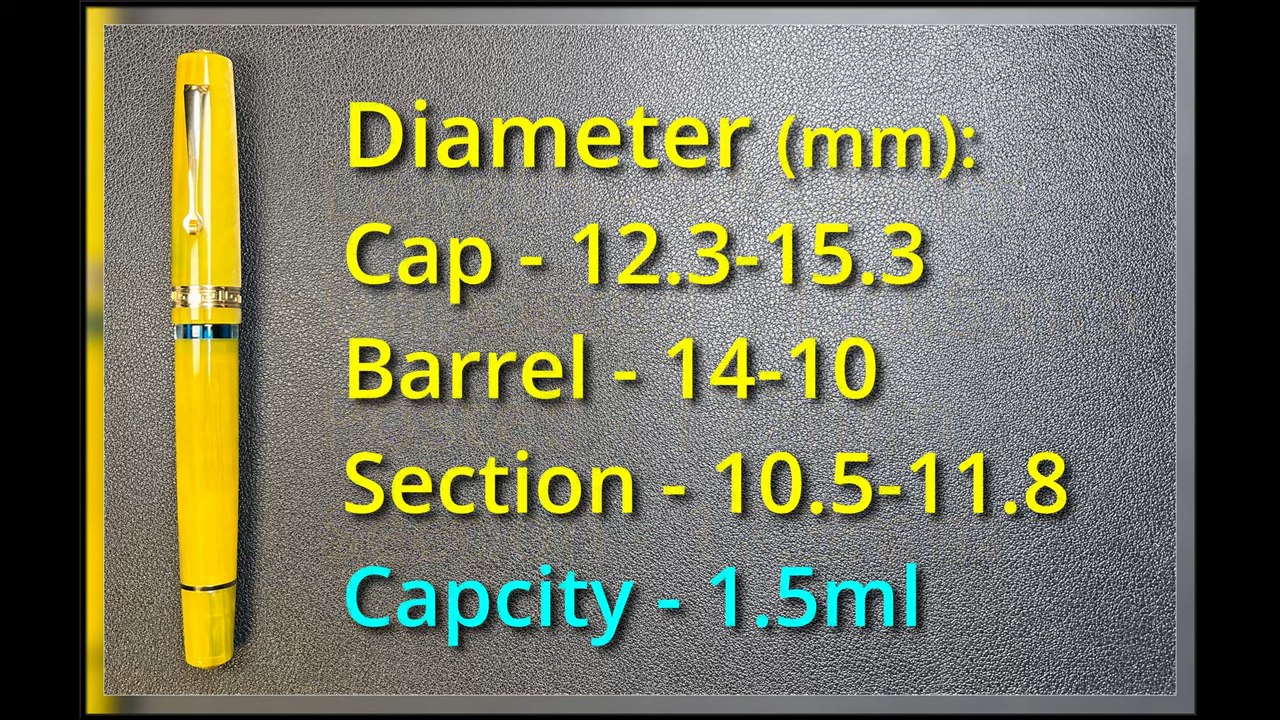 Diameter (mm):
Cap - 12.3-15.3
Barrel - 14-10
Section - 10.5-11.8
Capcity - 1.5ml